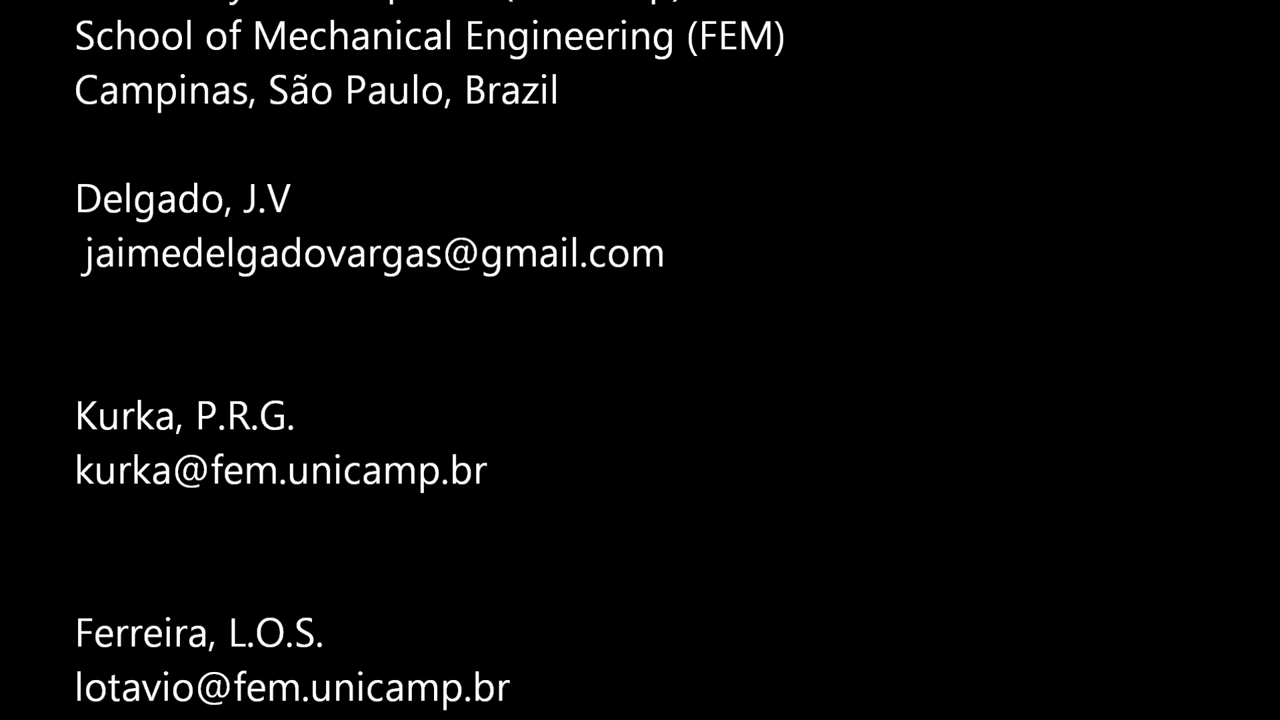 School of Mechanical Engineering (FEM)
Campinas, São Paulo, Brazil
Delgado, J.V
jaimedelgadovargas@gmail.com
Kurka, P.R.G.
kurka@fem.unicamp.br
Ferreira, L.O.S.
lotavio@fem.unicamp.br